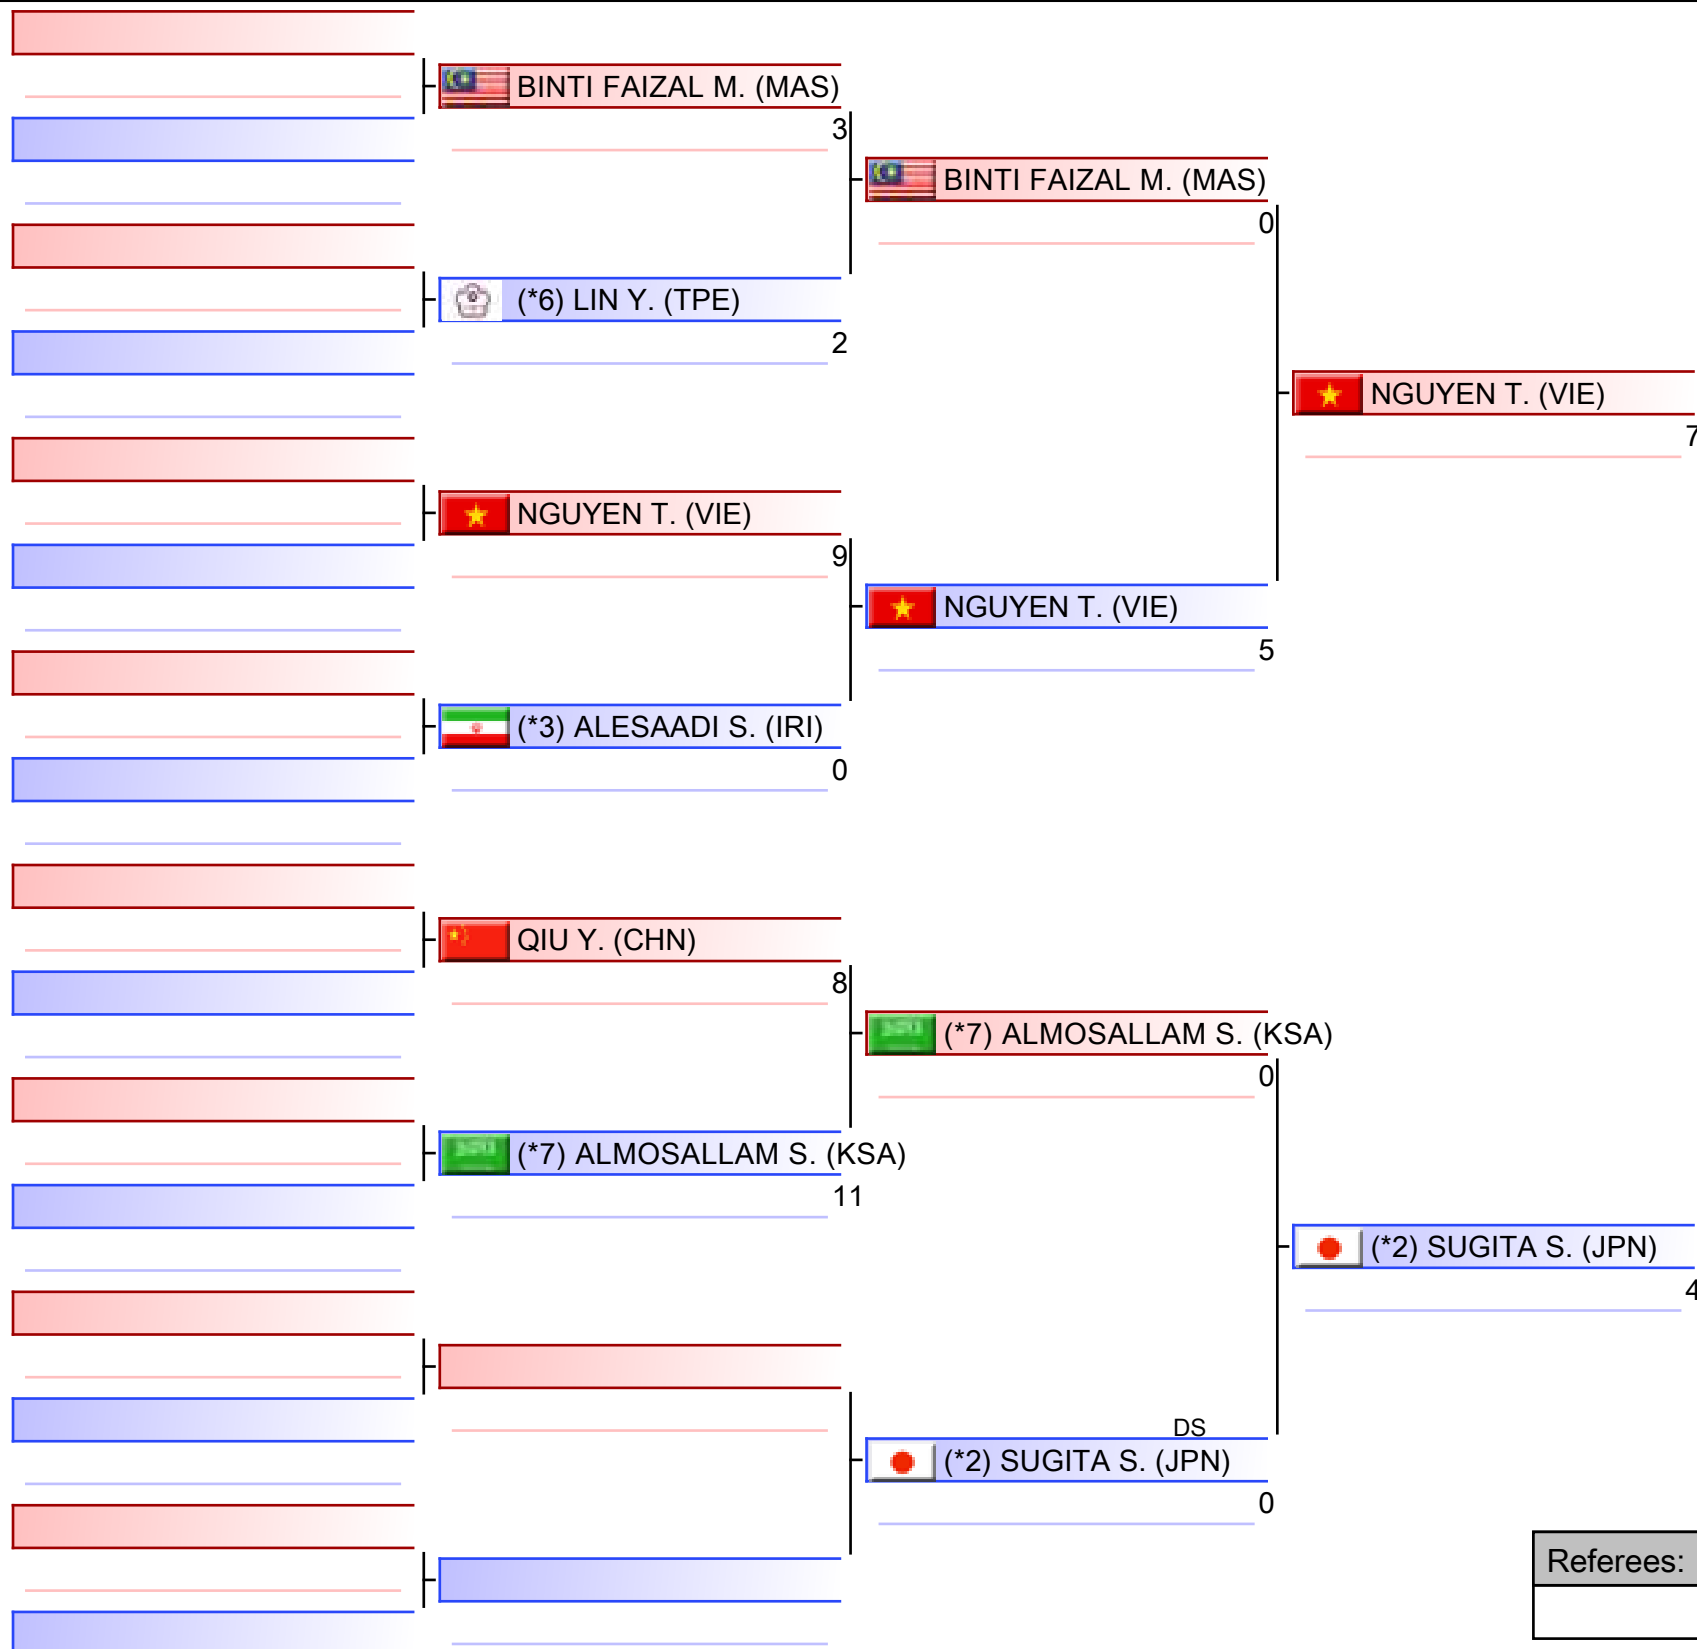 BINTI FAIZAL M. (MAS)
3
BINTI FAIZAL M. (MAS)
0
(*6) LIN Y. (TPE)
2
NGUYEN T. (VIE)
7
NGUYEN T. (VIE)
9
NGUYEN T. (VIE)
5
(*3) ALESAADI S. (IRI)
0
QIU Y. (CHN)
8
(*7) ALMOSALLAM S. (KSA)
0
(*7) ALMOSALLAM S. (KSA)
11
(*2) SUGITA S. (JPN)
4
DS
(*2) SUGITA S. (JPN)
0
Referees: